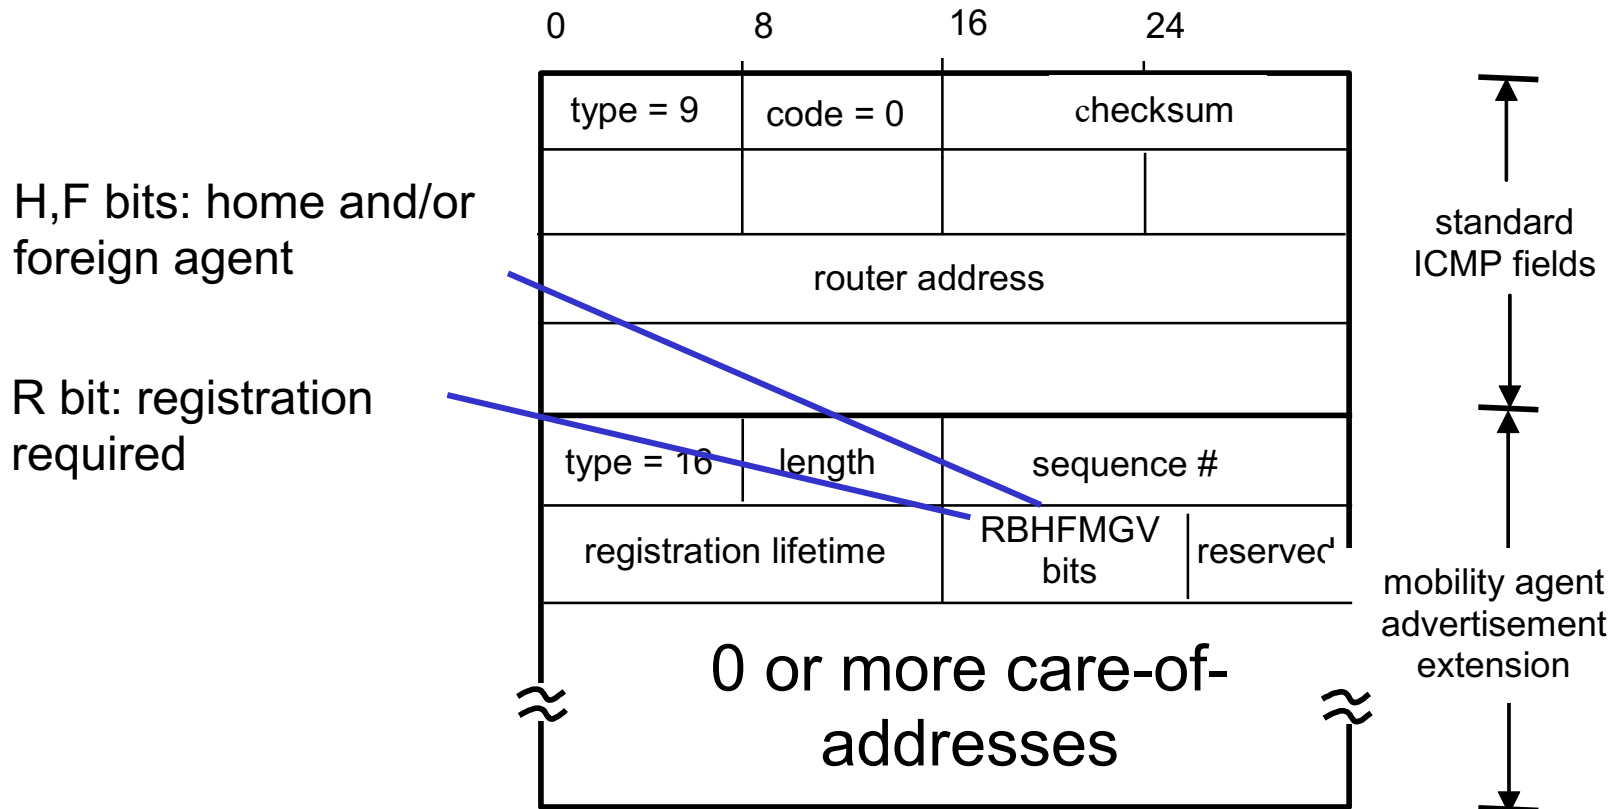 0 8 16 24
type = 9 code = 0 checksum
H,F bits: home and/or
foreign agent
standard
ICMP fields
router address
R bit: registration
required
type = 16 length sequence #
registration lifetime
RBHFMGV
bits
reserved
mobility agent
advertisement
extension
0 or more care-of-
addresses